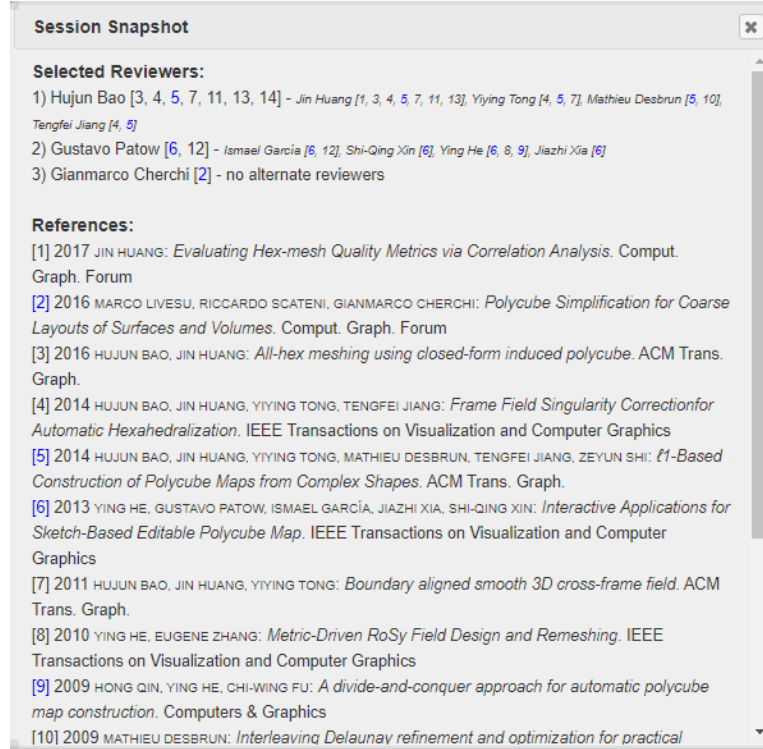 Session Snapshot
Selected Reviewers:
1) Hujun Bao [3, 4, 5, 7, 11, 13, 14] - Jin Huang [1, 3, 4, 5, 7, 11, 13], Yiying Tong [4, 5, 7], Mathieu Desbrun [5, 10],
Tengfei Jiang [4, 5]
2) Gustavo Patow [6, 12] - Ismael García [6, 12], Shi-Qing Xin [6], Ying He [6, 8, 9], Jiazhi Xia [6]
3) Gianmarco Cherchi [2] - no alternate reviewers
References:
[1] 2017 JIN HUANG: Evaluating Hex-mesh Quality Metrics via Correlation Analysis. Comput.
Graph. Forum
[2] 2016 MARCO LIVESU, RICCARDO SCATENI, GIANMARCO CHERCHI: Polycube Simplification for Coarse
Layouts of Surfaces and Volumes. Comput. Graph. Forum
[3] 2016 HUJUN BAO, JIN HUANG: All-hex meshing using closed-form induced polycube. ACM Trans.
Graph.
[4] 2014 HUJUN BAO, JIN HUANG, YIYING TONG, TENGFEI JIANG: Frame Field Singularity Correctionfor
Automatic Hexahedralization. IEEE Transactions on Visualization and Computer Graphics
[5] 2014 HUJUN BAO, JIN HUANG, YIYING TONG, MATHIEU DESBRUN, TENGFEI JIANG, ZEYUN SHI: ℓ1-Based
Construction of Polycube Maps from Complex Shapes. ACM Trans. Graph.
[6] 2013 YING HE, GUSTAVO PATOW, ISMAEL GARCÍA, JIAZHI XIA, SHI-QING XIN: Interactive Applications for
Sketch-Based Editable Polycube Map. IEEE Transactions on Visualization and Computer
Graphics
[7] 2011 HUJUN BAO, JIN HUANG, YIYING TONG: Boundary aligned smooth 3D cross-frame field. ACM
Trans. Graph.
[8] 2010 YING HE, EUGENE ZHANG: Metric-Driven RoSy Field Design and Remeshing. IEEE
Transactions on Visualization and Computer Graphics
[9] 2009 HONG QIN, YING HE, CHI-WING FU: A divide-and-conquer approach for automatic polycube
map construction. Computers & Graphics
[10] 2009 MATHIEU DESBRUN: Interleaving Delaunay refinement and optimization for practical